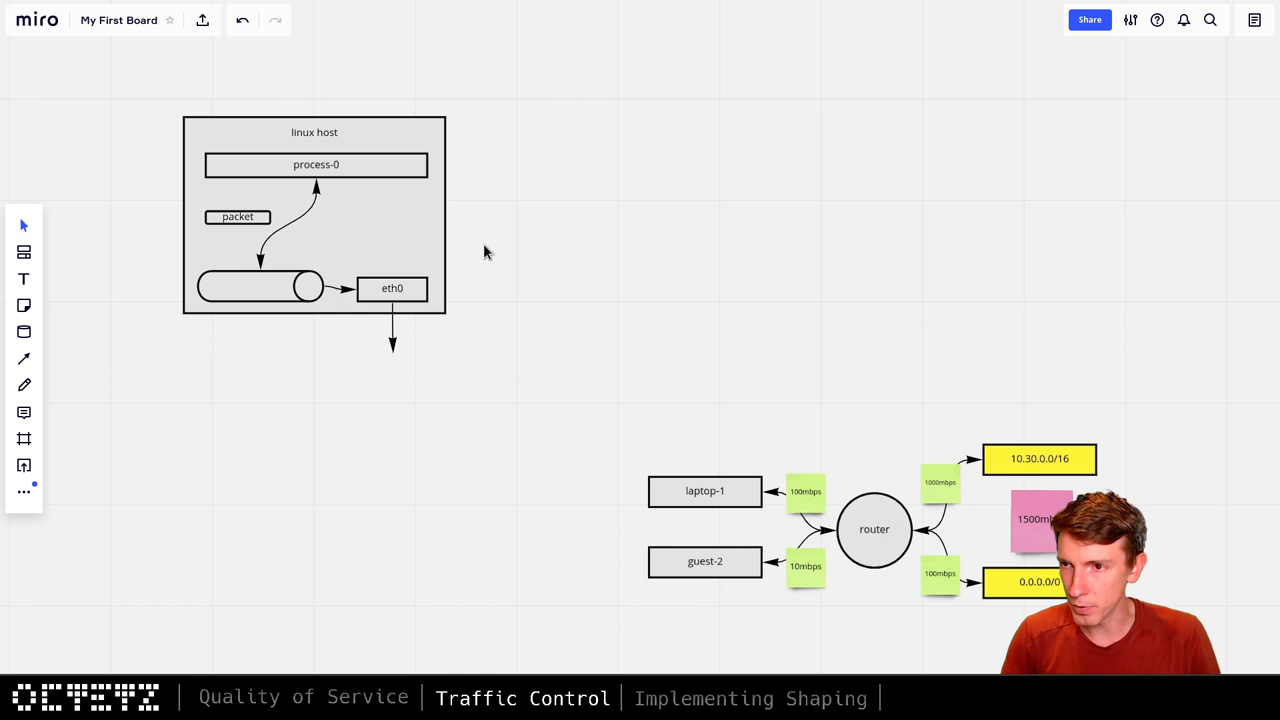 miro
My First Board
Share
linux host
process-0
packet
eth0
10.30.0.0/16
1000mbps
laptop-1
100mbps
router
guest-2
10mbps
100mbps
0.0.0.0/0
OCTETZ
Quality of Service
Traffic Control
Implementing Shaping